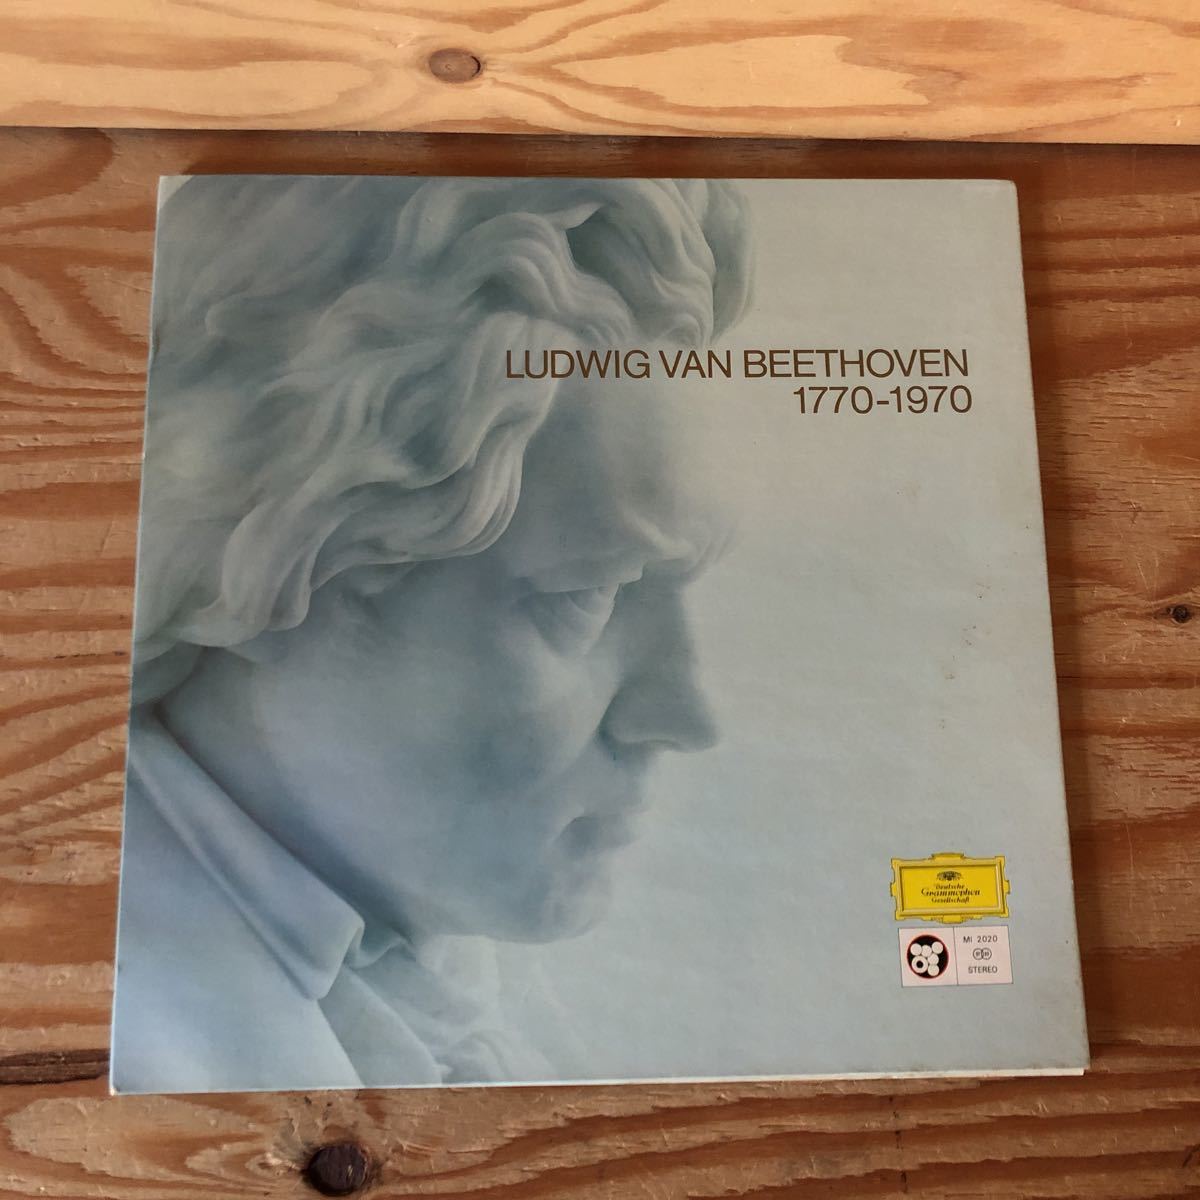 LUDWIG VAN BEETHOVEN
1770-1970
Deutsche
Grammophon
Gesellschaft
MI 2020
STEREO